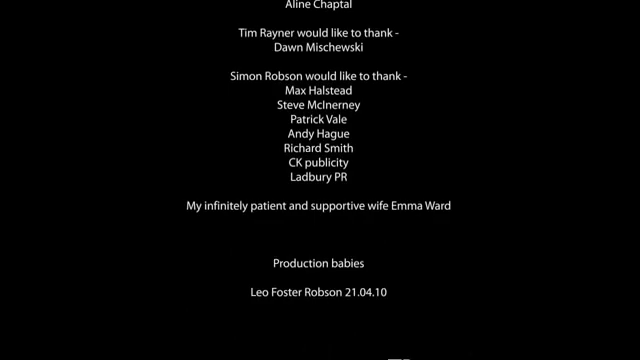 Aline Chaptal
Tim Rayner would like to thank -
Dawn Mischewski
Simon Robson would like to thank -
Max Halstead
Steve McInerney
Patrick Vale
Andy Hague
Richard Smith
CK publicity
Ladbury PR
My infinitely patient and supportive wife Emma Ward
Production babies
Leo Foster Robson 21.04.10